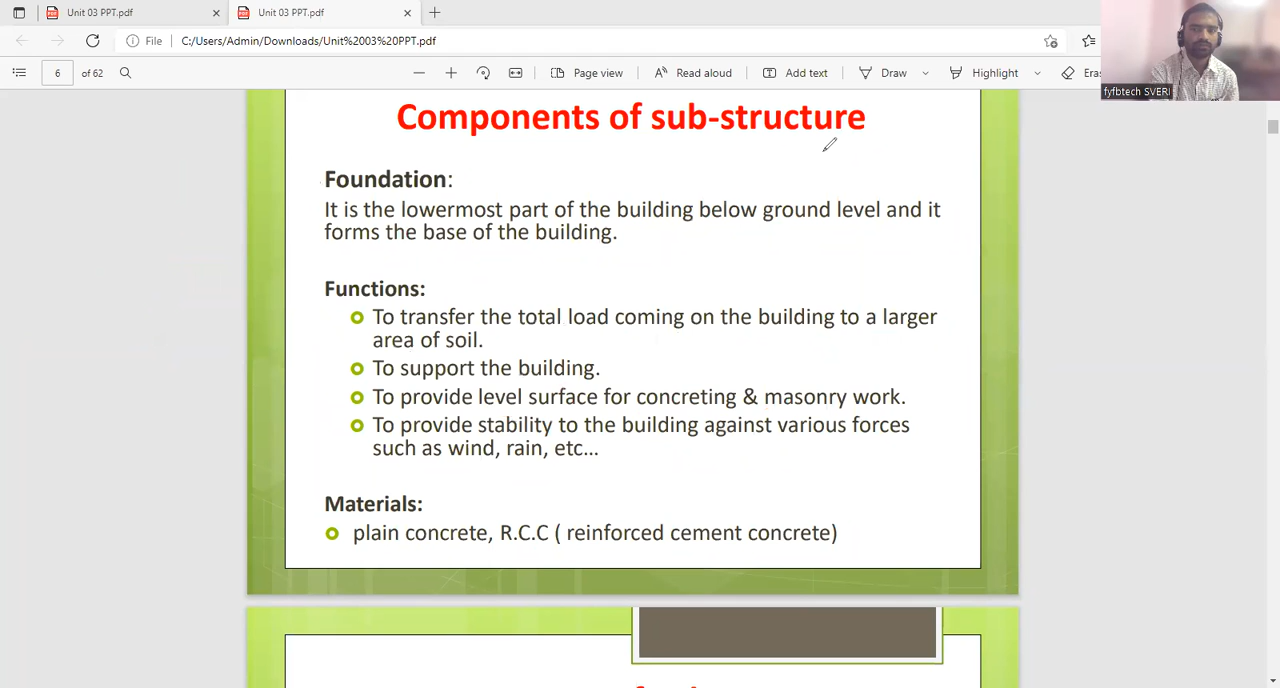 Unit 03 PPT.pdf
Unit 03 PPT.pdf
File
C:/Users/Admin/Downloads/Unit%2003%20PPT.pdf
6 of 62
Page view
Read aloud
Add text
Draw
Highlight
Eras
fyfbtech SVERI
Components of sub-structure
Foundation:
It is the lowermost part of the building below ground level and it
forms the base of the building.
Functions:
To transfer the total load coming on the building to a larger
area of soil.
To support the building.
To provide level surface for concreting & masonry work.
To provide stability to the building against various forces
such as wind, rain, etc...
Materials:
plain concrete, R.C.C ( reinforced cement concrete)